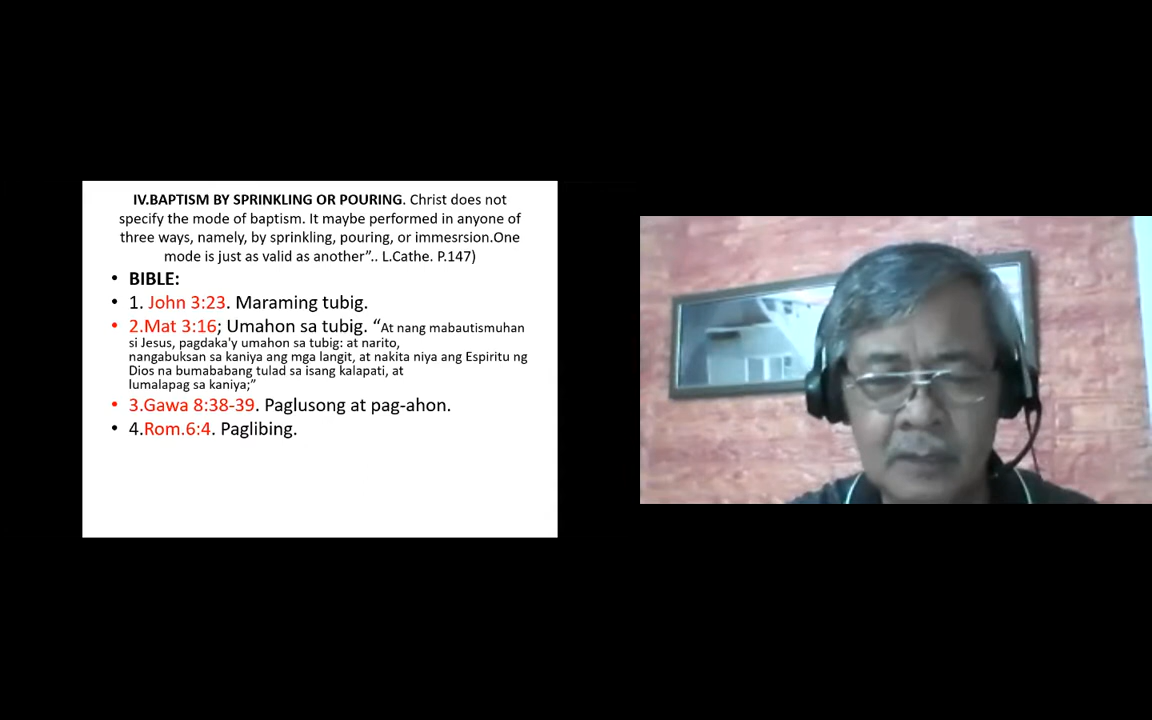 IV.BAPTISM BY SPRINKLING OR POURING. Christ does not
specify the mode of baptism. It maybe performed in anyone of
three ways, namely, by sprinkling, pouring, or immesrsion.One
mode is just as valid as another”.. L.Cathe. P.147)
• BIBLE:
• 1. John 3:23. Maraming tubig.
• 2.Mat 3:16; Umahon sa tubig. “At nang mabautismuhan
si Jesus, pagdaka'y umahon sa tubig: at narito,
nangabuksan sa kaniya ang mga langit, at nakita niya ang Espiritu ng
Dios na bumababang tulad sa isang kalapati, at
lumalapag sa kaniya;”
• 3.Gawa 8:38-39. Paglusong at pag-ahon.
• 4.Rom.6:4. Paglibing.